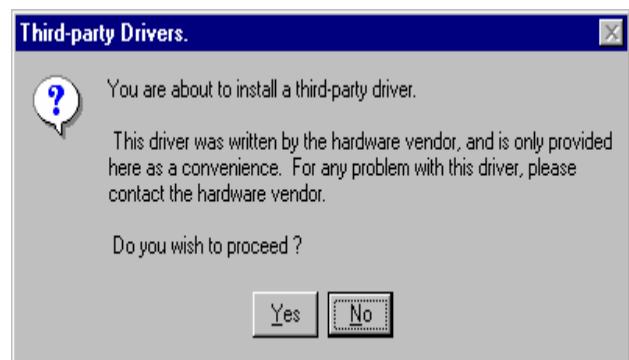 Third-party Drivers.
?
You are about to install a third-party driver.
This driver was written by the hardware vendor, and is only provided
here as a convenience.  For any problem with this driver, please
contact the hardware vendor.
Do you wish to proceed ?
Yes No